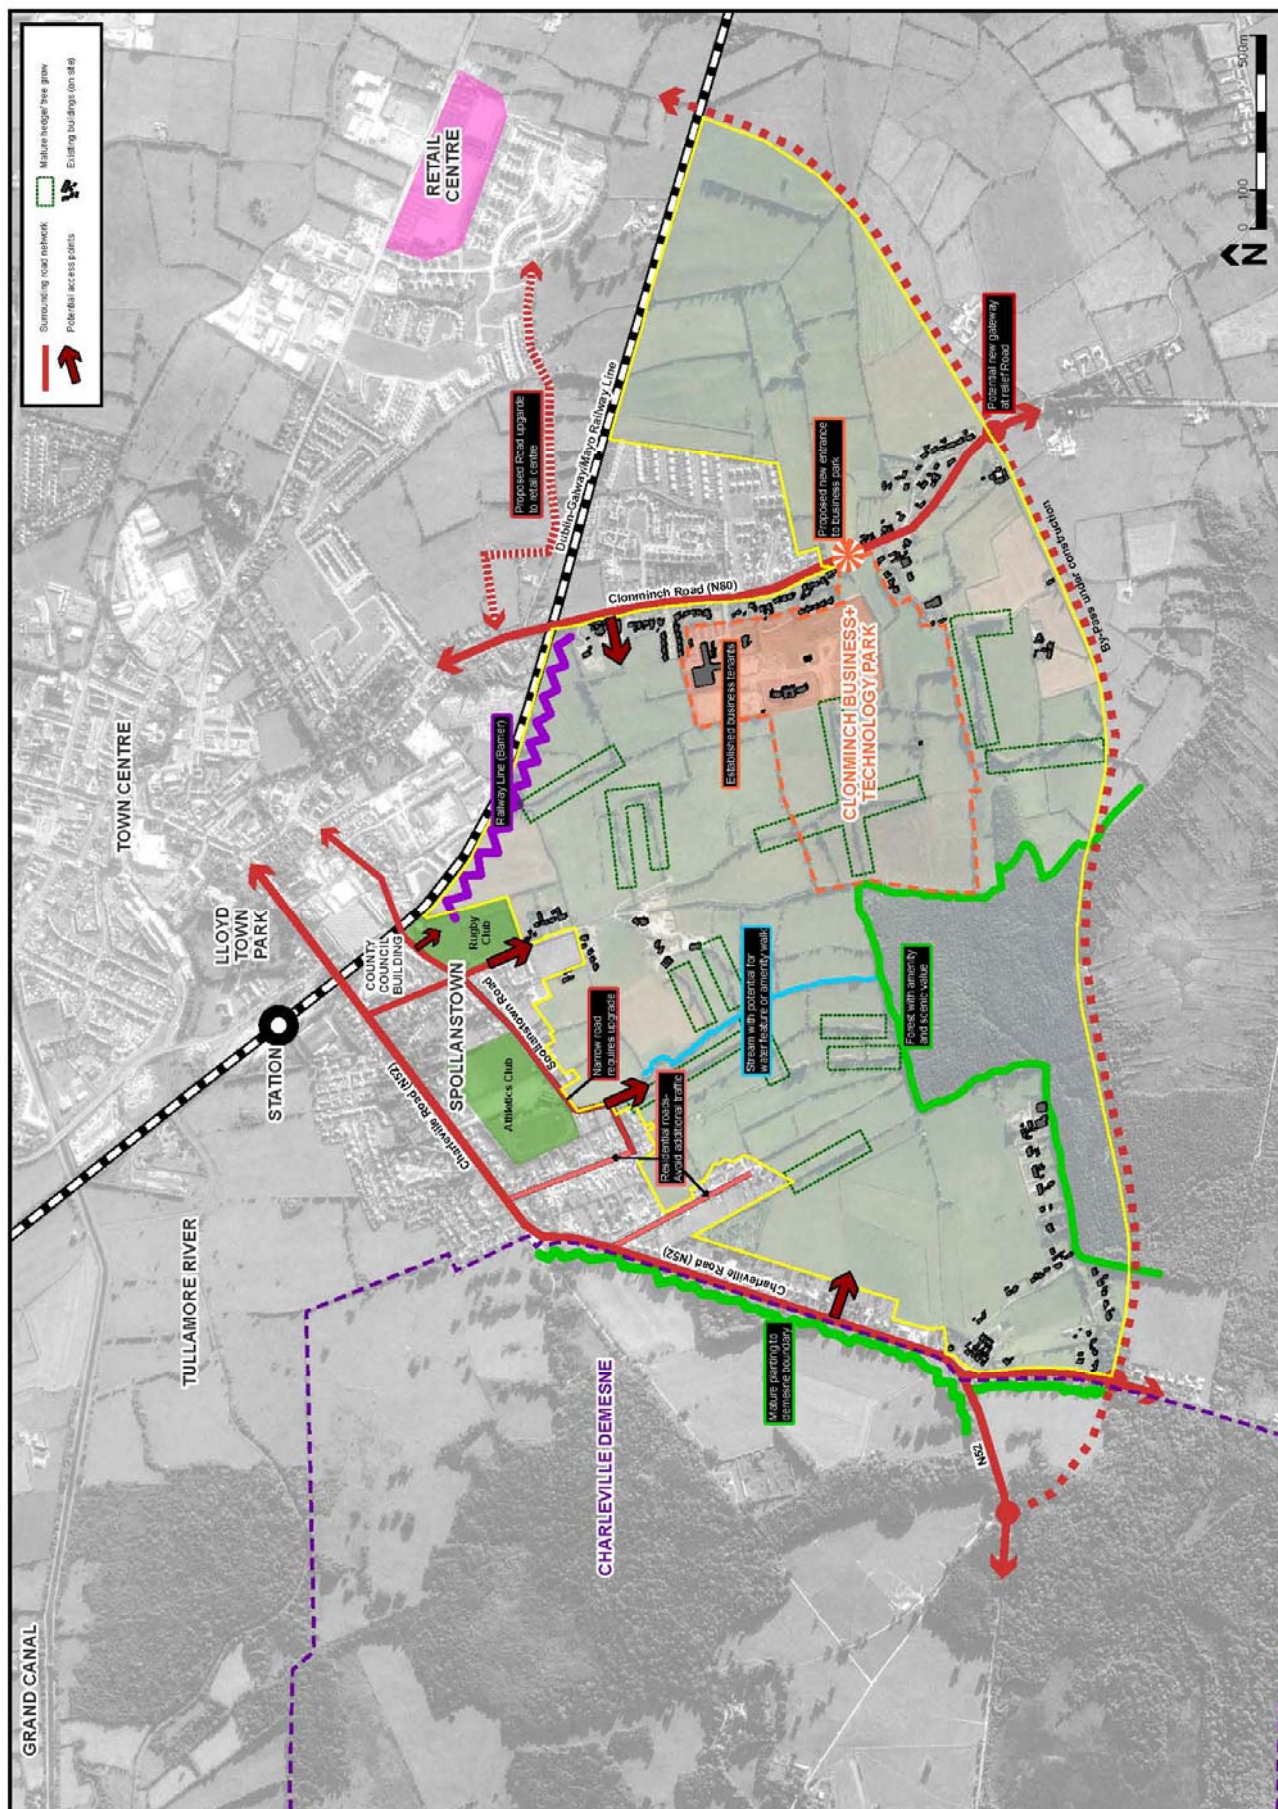 Surrounding road network
Mature hedge/ tree grow
Potential access points
Existing buildings (on site)
GRAND CANAL
TULLAMORE RIVER
TOWN CENTRE
RETAIL
CENTRE
LLOYD
TOWN
PARK
STATION
COUNTY
COUNCIL
BUILDING
SPOLLANSTOWN
Charleville Road (N52)
Rugby
Club
Athletics Club
Spollanstown Road
Railway Line (Barrier)
Proposed Road upgarde
to retail centre
Dublin-Galway/Mayo Railway Line
Clonminch Road (N80)
Narrow road
requires upgrade
Residential roads-
Avoid additional traffic
Stream with potential for
water feature or amenity walk
Established business tenants
CLONMINCH BUSINESS+
TECHNOLOGY PARK
Proposed new entrance
to business park
Potential new gateway
at relief Road
By-Pass under construction
Forest with amenity
and scenic value
Charleville Road (N52)
Mature planting to
demesne boundary
CHARLEVILLE DEMESNE
N52
N
0 100 500m